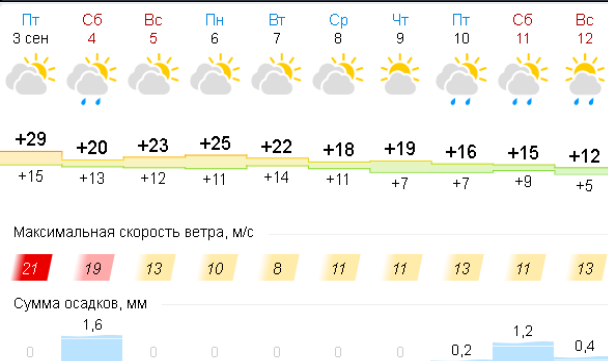 Пт Сб Вс Пн Вт Ср Чт Пт Сб Вс
3 сен 4 5 6 7 8 9 10 11 12
+29 +20 +23 +25 +22 +18 +19 +16 +15 +12
+15 +13 +12 +11 +14 +11 +7 +7 +9 +5
Максимальная скорость ветра, м/с
21 19 13 10 8 11 11 13 11 13
Сумма осадков, мм
0 1,6 0 0 0 0 0 0,2 1,2 0,4